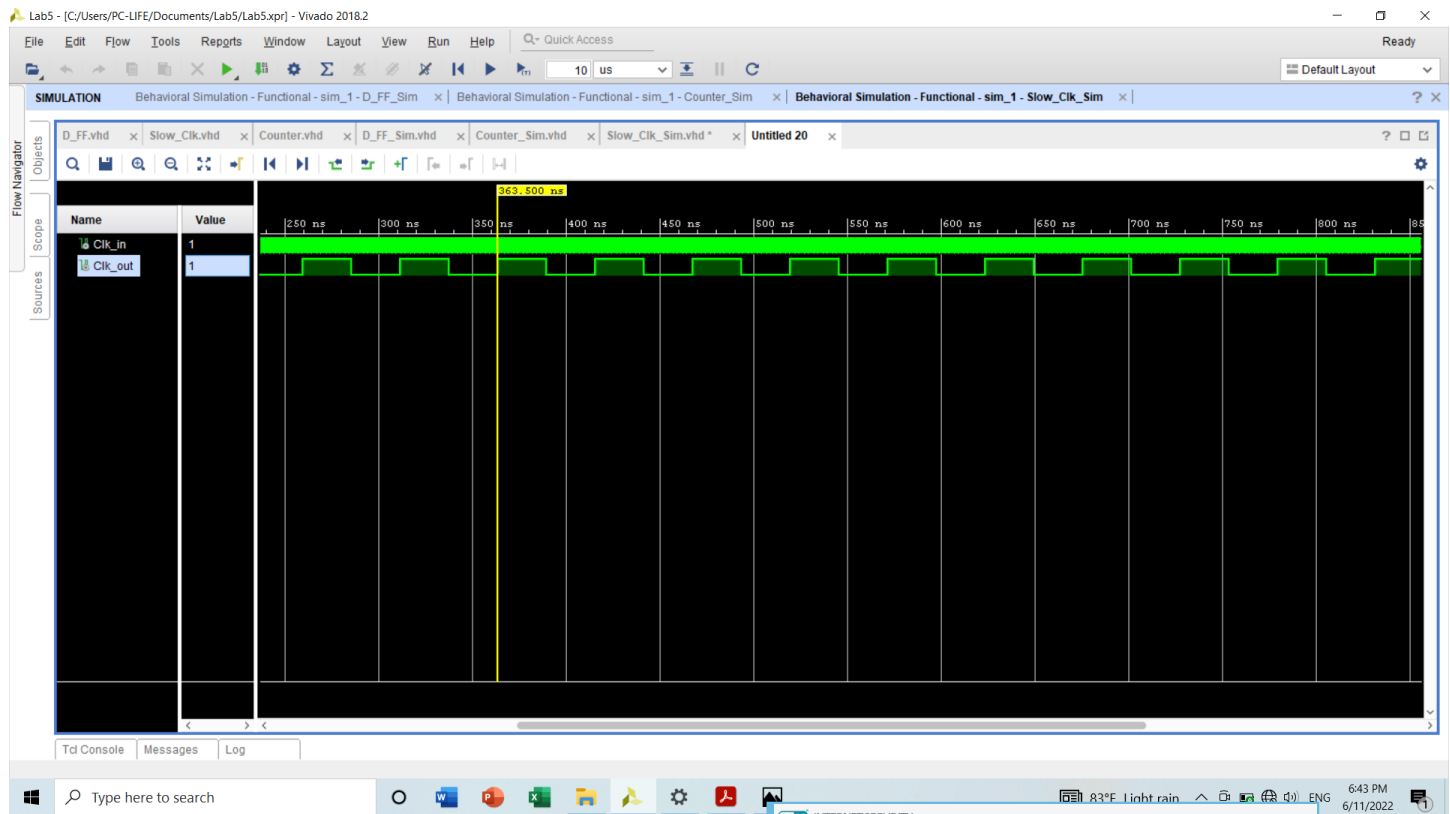 Lab5 - [C:/Users/PC-LIFE/Documents/Lab5/Lab5.xpr] - Vivado 2018.2
File Edit Flow Tools Reports Window Layout View Run Help Quick Access Ready
10 us Default Layout
SIMULATION Behavioral Simulation - Functional - sim_1 - D_FF_Sim Behavioral Simulation - Functional - sim_1 - Counter_Sim Behavioral Simulation - Functional - sim_1 - Slow_Clk_Sim
Flow Navigator
Objects
Scope
Sources
D_FF.vhd Slow_Clk.vhd Counter.vhd D_FF_Sim.vhd Counter_Sim.vhd Slow_Clk_Sim.vhd * Untitled 20
363.500 ns
Name Value 250 ns 300 ns 350 ns 400 ns 450 ns 500 ns 550 ns 600 ns 650 ns 700 ns 750 ns 800 ns 85
Clk_in 1
Clk_out 1
Tcl Console Messages Log
Type here to search 83°F Light rain ENG 6:43 PM
6/11/2022 1